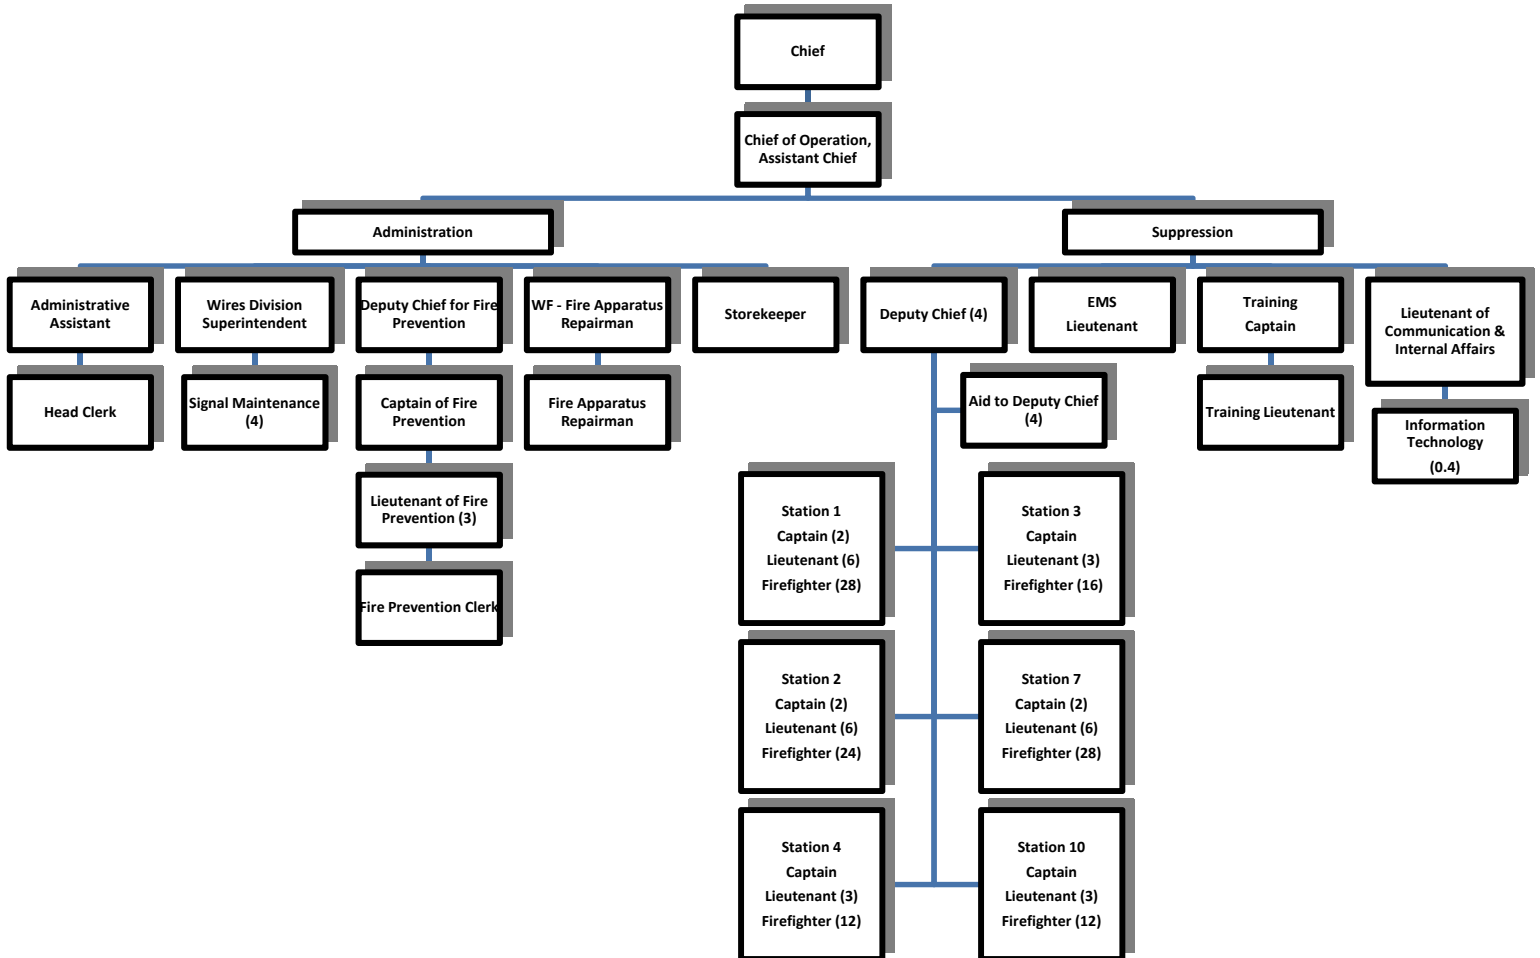 Chief
Chief of Operation,
Assistant Chief
Administration
Suppression
Administrative
Assistant
Wires Division
Superintendent
Deputy Chief for Fire
Prevention
WF - Fire Apparatus
Repairman
Storekeeper
Deputy Chief (4)
EMS
Lieutenant
Training
Captain
Lieutenant of
Communication &
Internal Affairs
Head Clerk
Signal Maintenance
(4)
Captain of Fire
Prevention
Fire Apparatus
Repairman
Aid to Deputy Chief
(4)
Training Lieutenant
Information
Technology
(0.4)
Lieutenant of Fire
Prevention (3)
Fire Prevention Clerk
Station 1
Captain (2)
Lieutenant (6)
Firefighter (28)
Station 3
Captain
Lieutenant (3)
Firefighter (16)
Station 2
Captain (2)
Lieutenant (6)
Firefighter (24)
Station 7
Captain (2)
Lieutenant (6)
Firefighter (28)
Station 4
Captain
Lieutenant (3)
Firefighter (12)
Station 10
Captain
Lieutenant (3)
Firefighter (12)